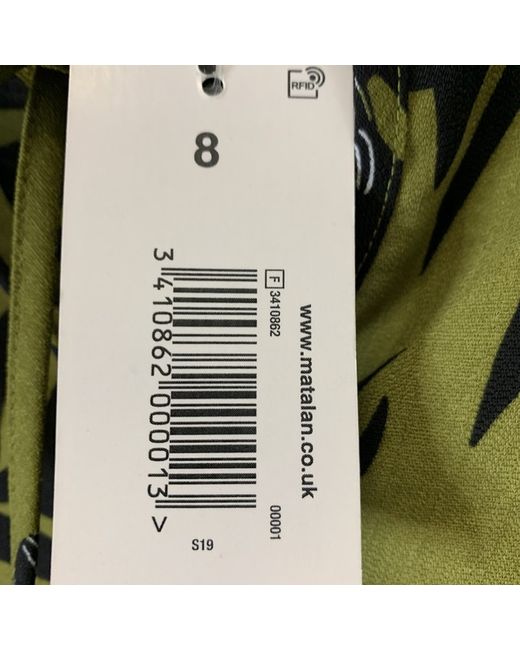 RFID
8
3 410862 000013 >
F 3410862
00001
www.matalan.co.uk
S19